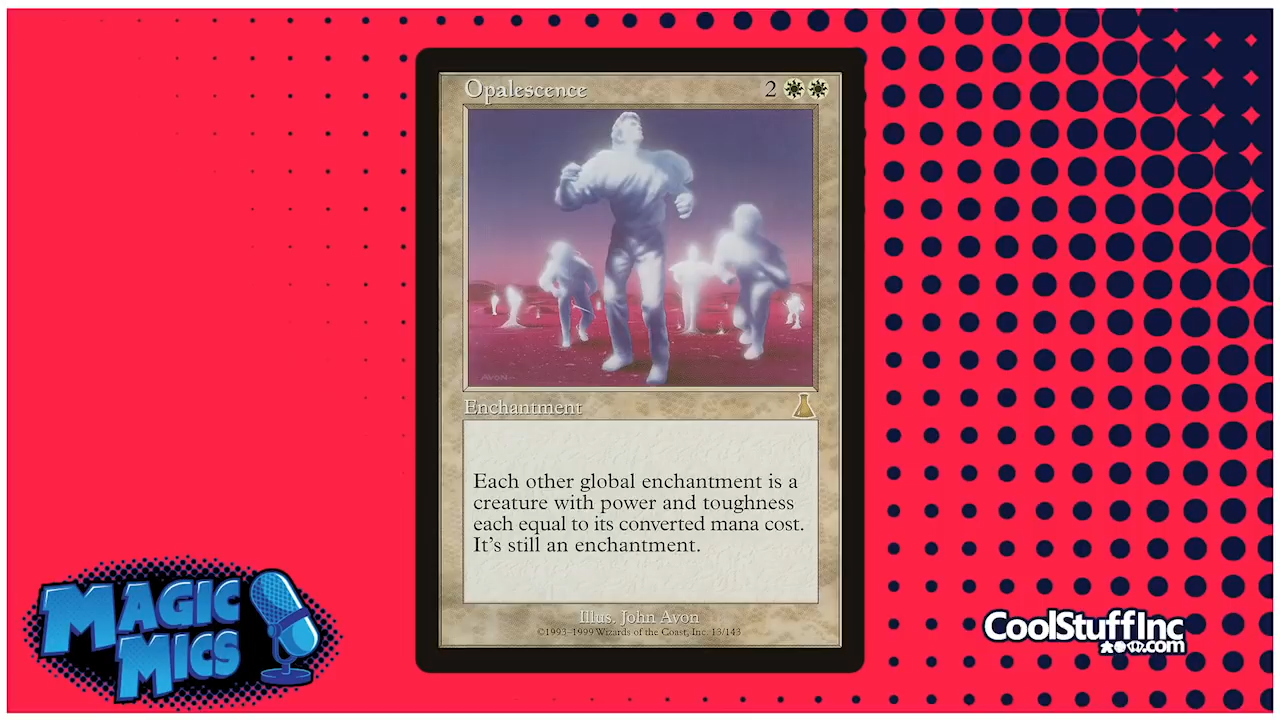 Opalescence 2
AVON
Enchantment
Each other global enchantment is a
creature with power and toughness
each equal to its converted mana cost.
It's still an enchantment.
Illus. John Avon
©1993–1999 Wizards of the Coast, Inc. 13/143
MAGIC
MICS
CoolStuffInc
.com